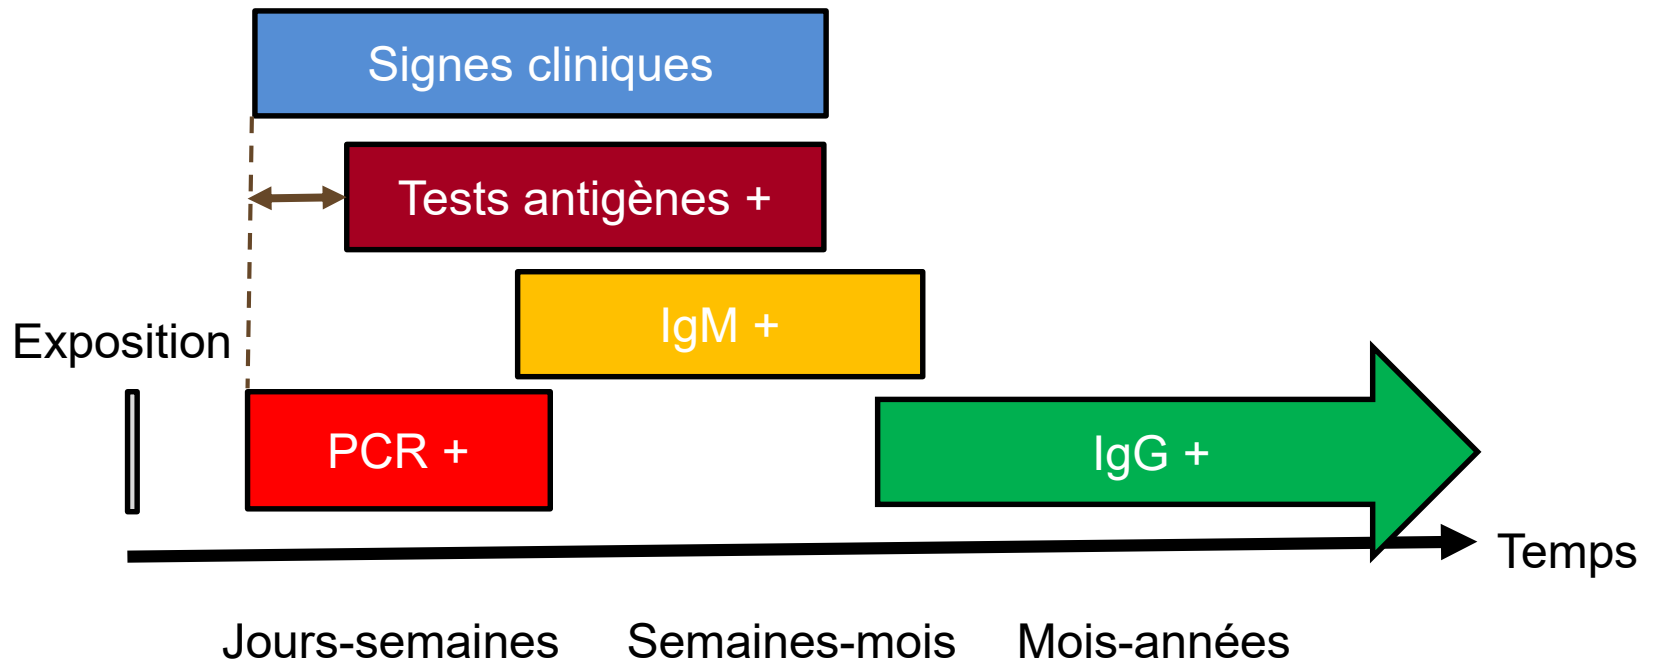 Signes cliniques
Tests antigènes +
IgM +
Exposition
PCR +
IgG +
Temps
Jours-semaines
Semaines-mois
Mois-années